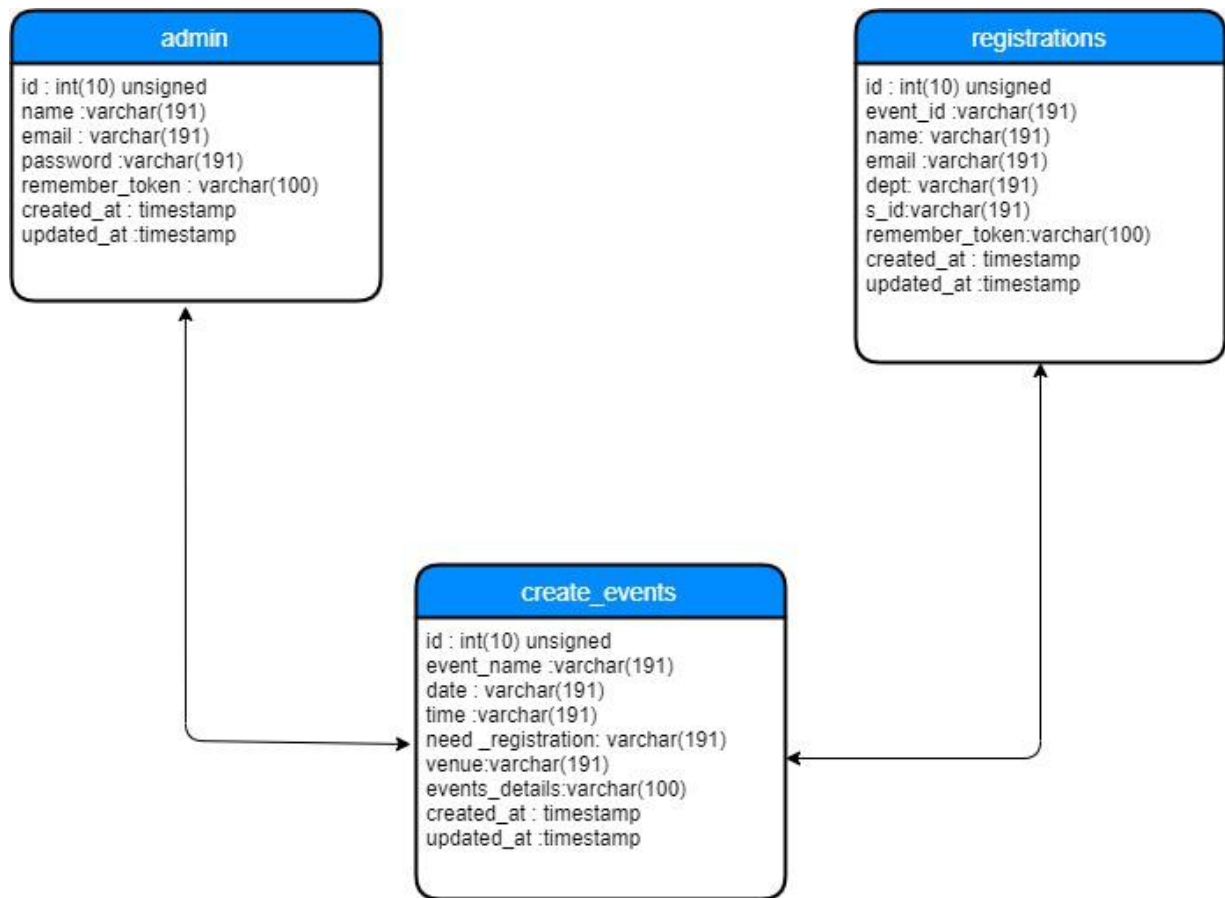 admin
id : int(10) unsigned
name :varchar(191)
email : varchar(191)
password :varchar(191)
remember_token : varchar(100)
created_at : timestamp
updated_at :timestamp
registrations
id : int(10) unsigned
event_id :varchar(191)
name: varchar(191)
email :varchar(191)
dept: varchar(191)
s_id:varchar(191)
remember_token:varchar(100)
created_at : timestamp
updated_at :timestamp
create_events
id : int(10) unsigned
event_name :varchar(191)
date : varchar(191)
time :varchar(191)
need _registration: varchar(191)
venue:varchar(191)
events_details:varchar(100)
created_at : timestamp
updated_at :timestamp